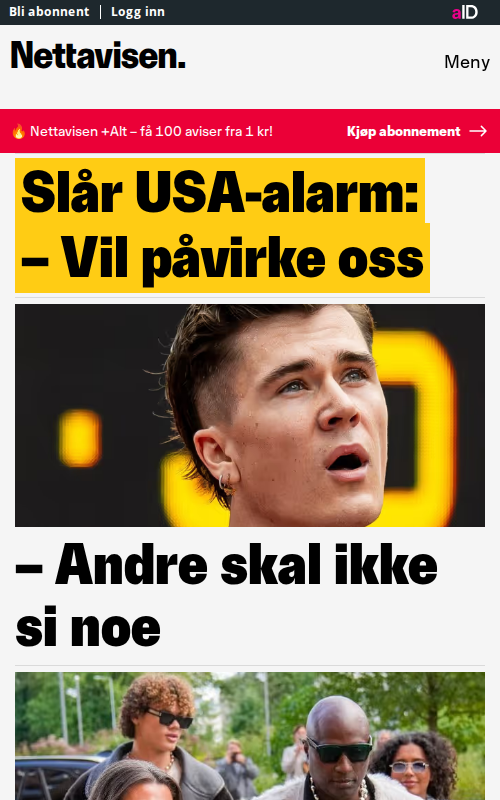 Bli abonnent | Logg inn
aID
Nettavisen.
Meny
🔥 Nettavisen +Alt – få 100 aviser fra 1 kr!
Kjøp abonnement →
Slår USA-alarm:
– Vil påvirke oss
– Andre skal ikke
si noe